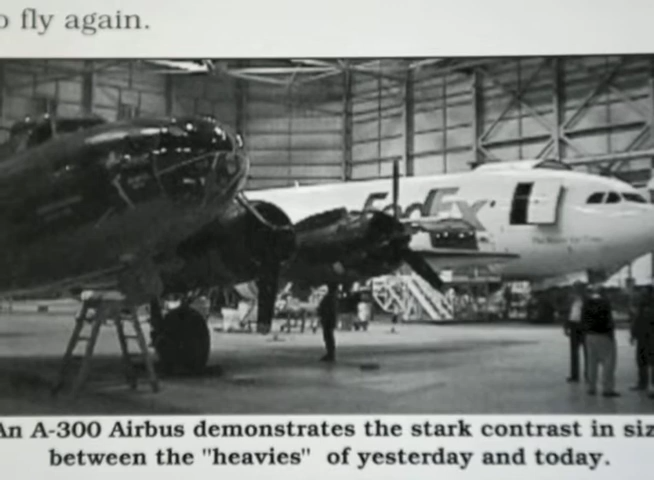 o fly again.
FedEx
An A-300 Airbus demonstrates the stark contrast in siz
between the "heavies" of yesterday and today.